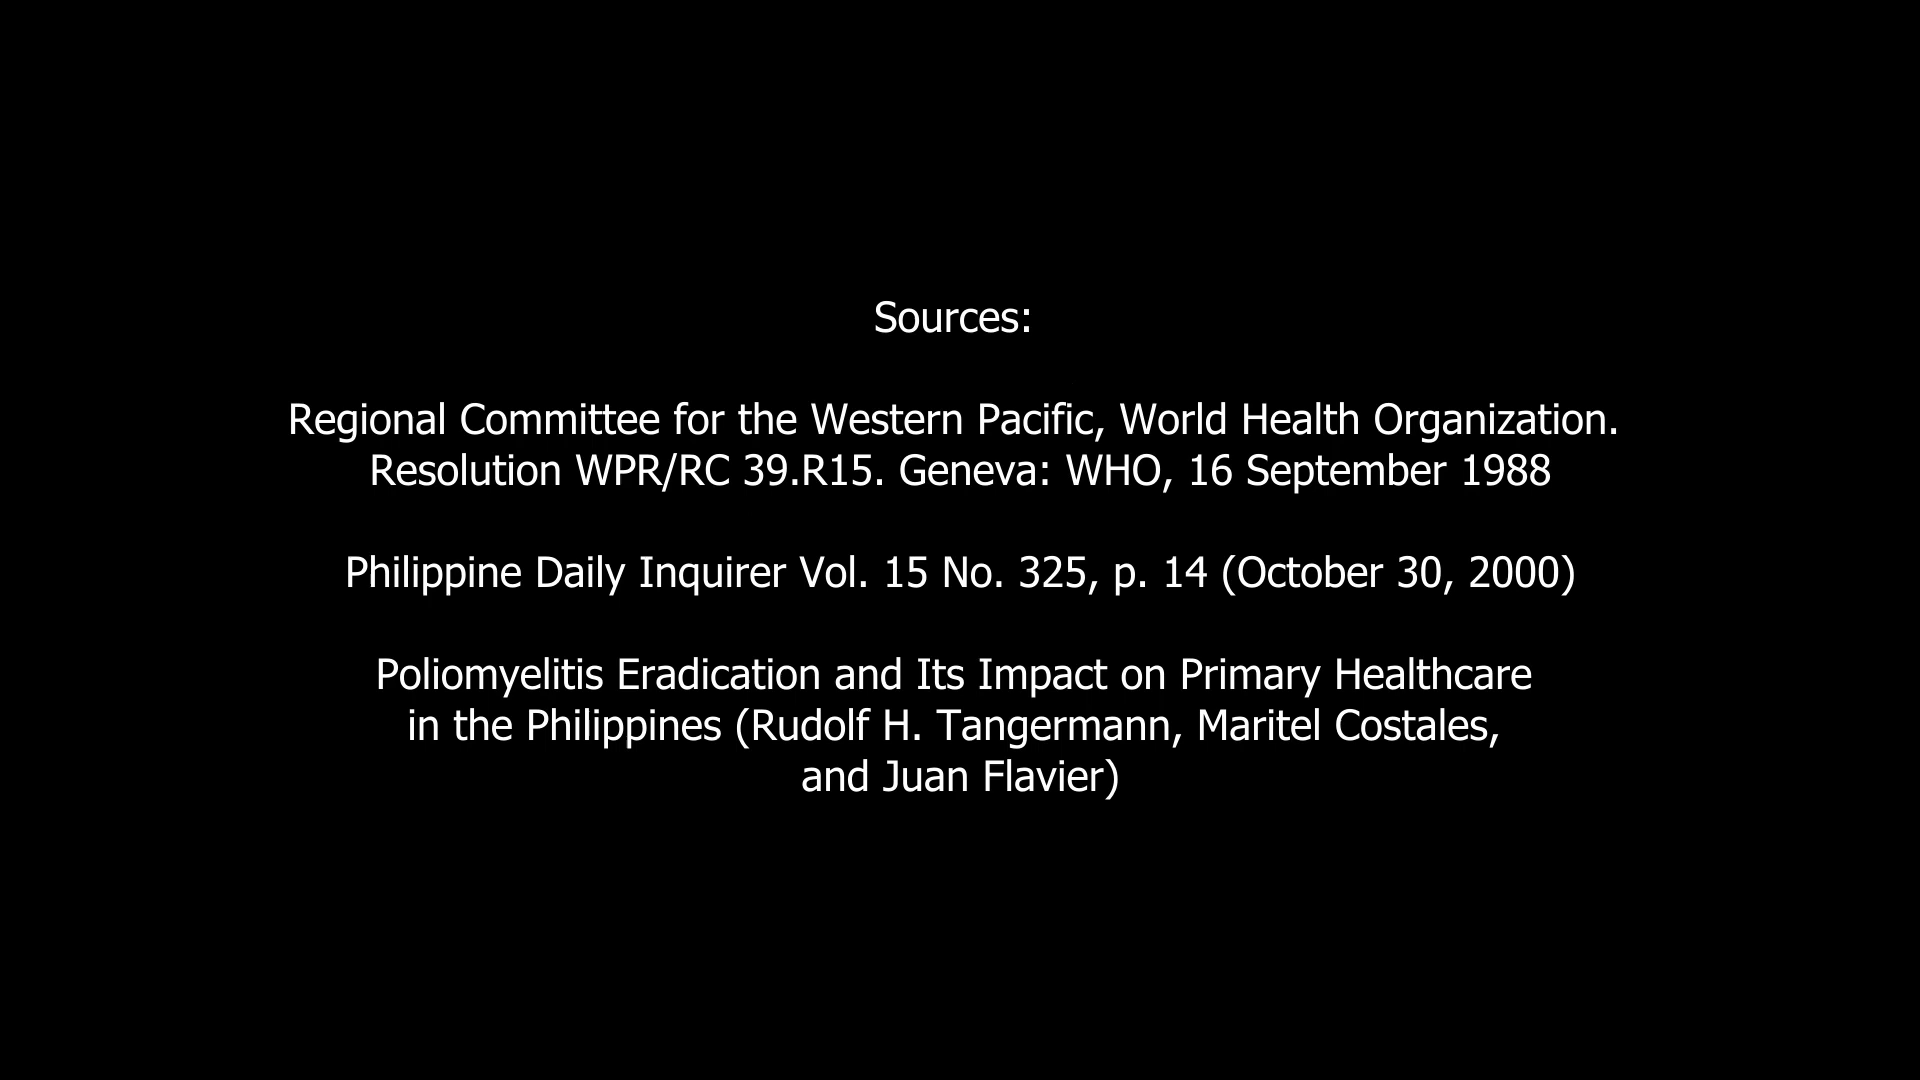 Sources:
Regional Committee for the Western Pacific, World Health Organization.
Resolution WPR/RC 39.R15. Geneva: WHO, 16 September 1988
Philippine Daily Inquirer Vol. 15 No. 325, p. 14 (October 30, 2000)
Poliomyelitis Eradication and Its Impact on Primary Healthcare
in the Philippines (Rudolf H. Tangermann, Maritel Costales,
and Juan Flavier)